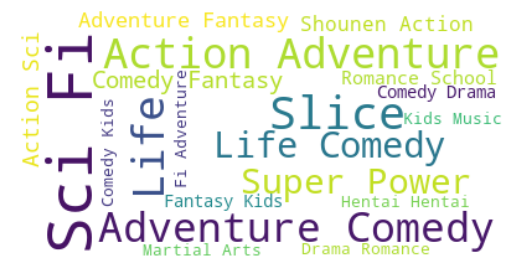 Adventure Fantasy
Shounen Action
Action Sci
Action Adventure
Sci Fi
Comedy Fantasy
Romance School
Comedy Drama
Comedy Kids
Life
Fi Adventure
Slice
Kids Music
Life Comedy
Super Power
Fantasy Kids
Hentai Hentai
Adventure Comedy
Martial Arts
Drama Romance